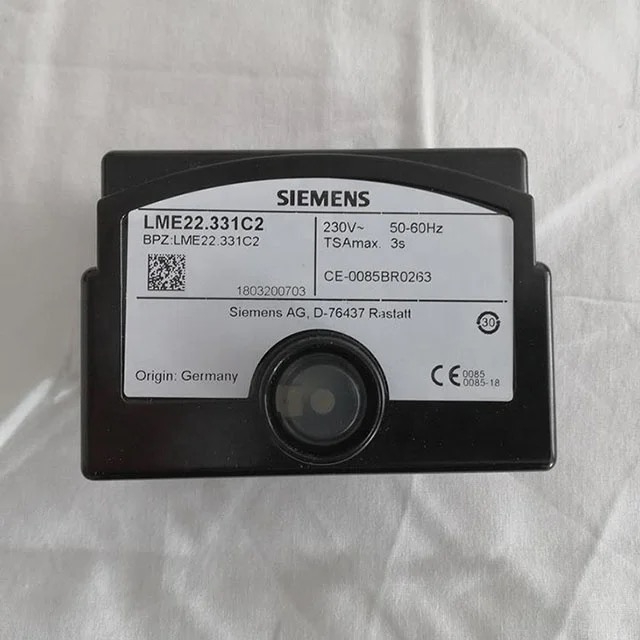 SIEMENS
LME22.331C2
BPZ:LME22.331C2
230V~ 50-60Hz
TSAmax. 3s
CE-0085BR0263
1803200703
Siemens AG, D-76437 Rastatt
30
Origin: Germany
CE 0085
0085-18